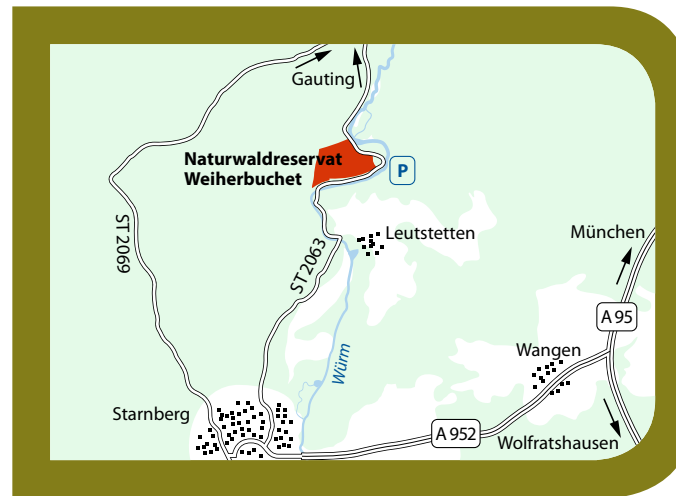 Gauting
Naturwaldreservat
Weiherbuchet
P
ST 2069
ST 2063
Leutstetten
München
A 95
Wangen
Würm
Starnberg
A 952
Wolfratshausen